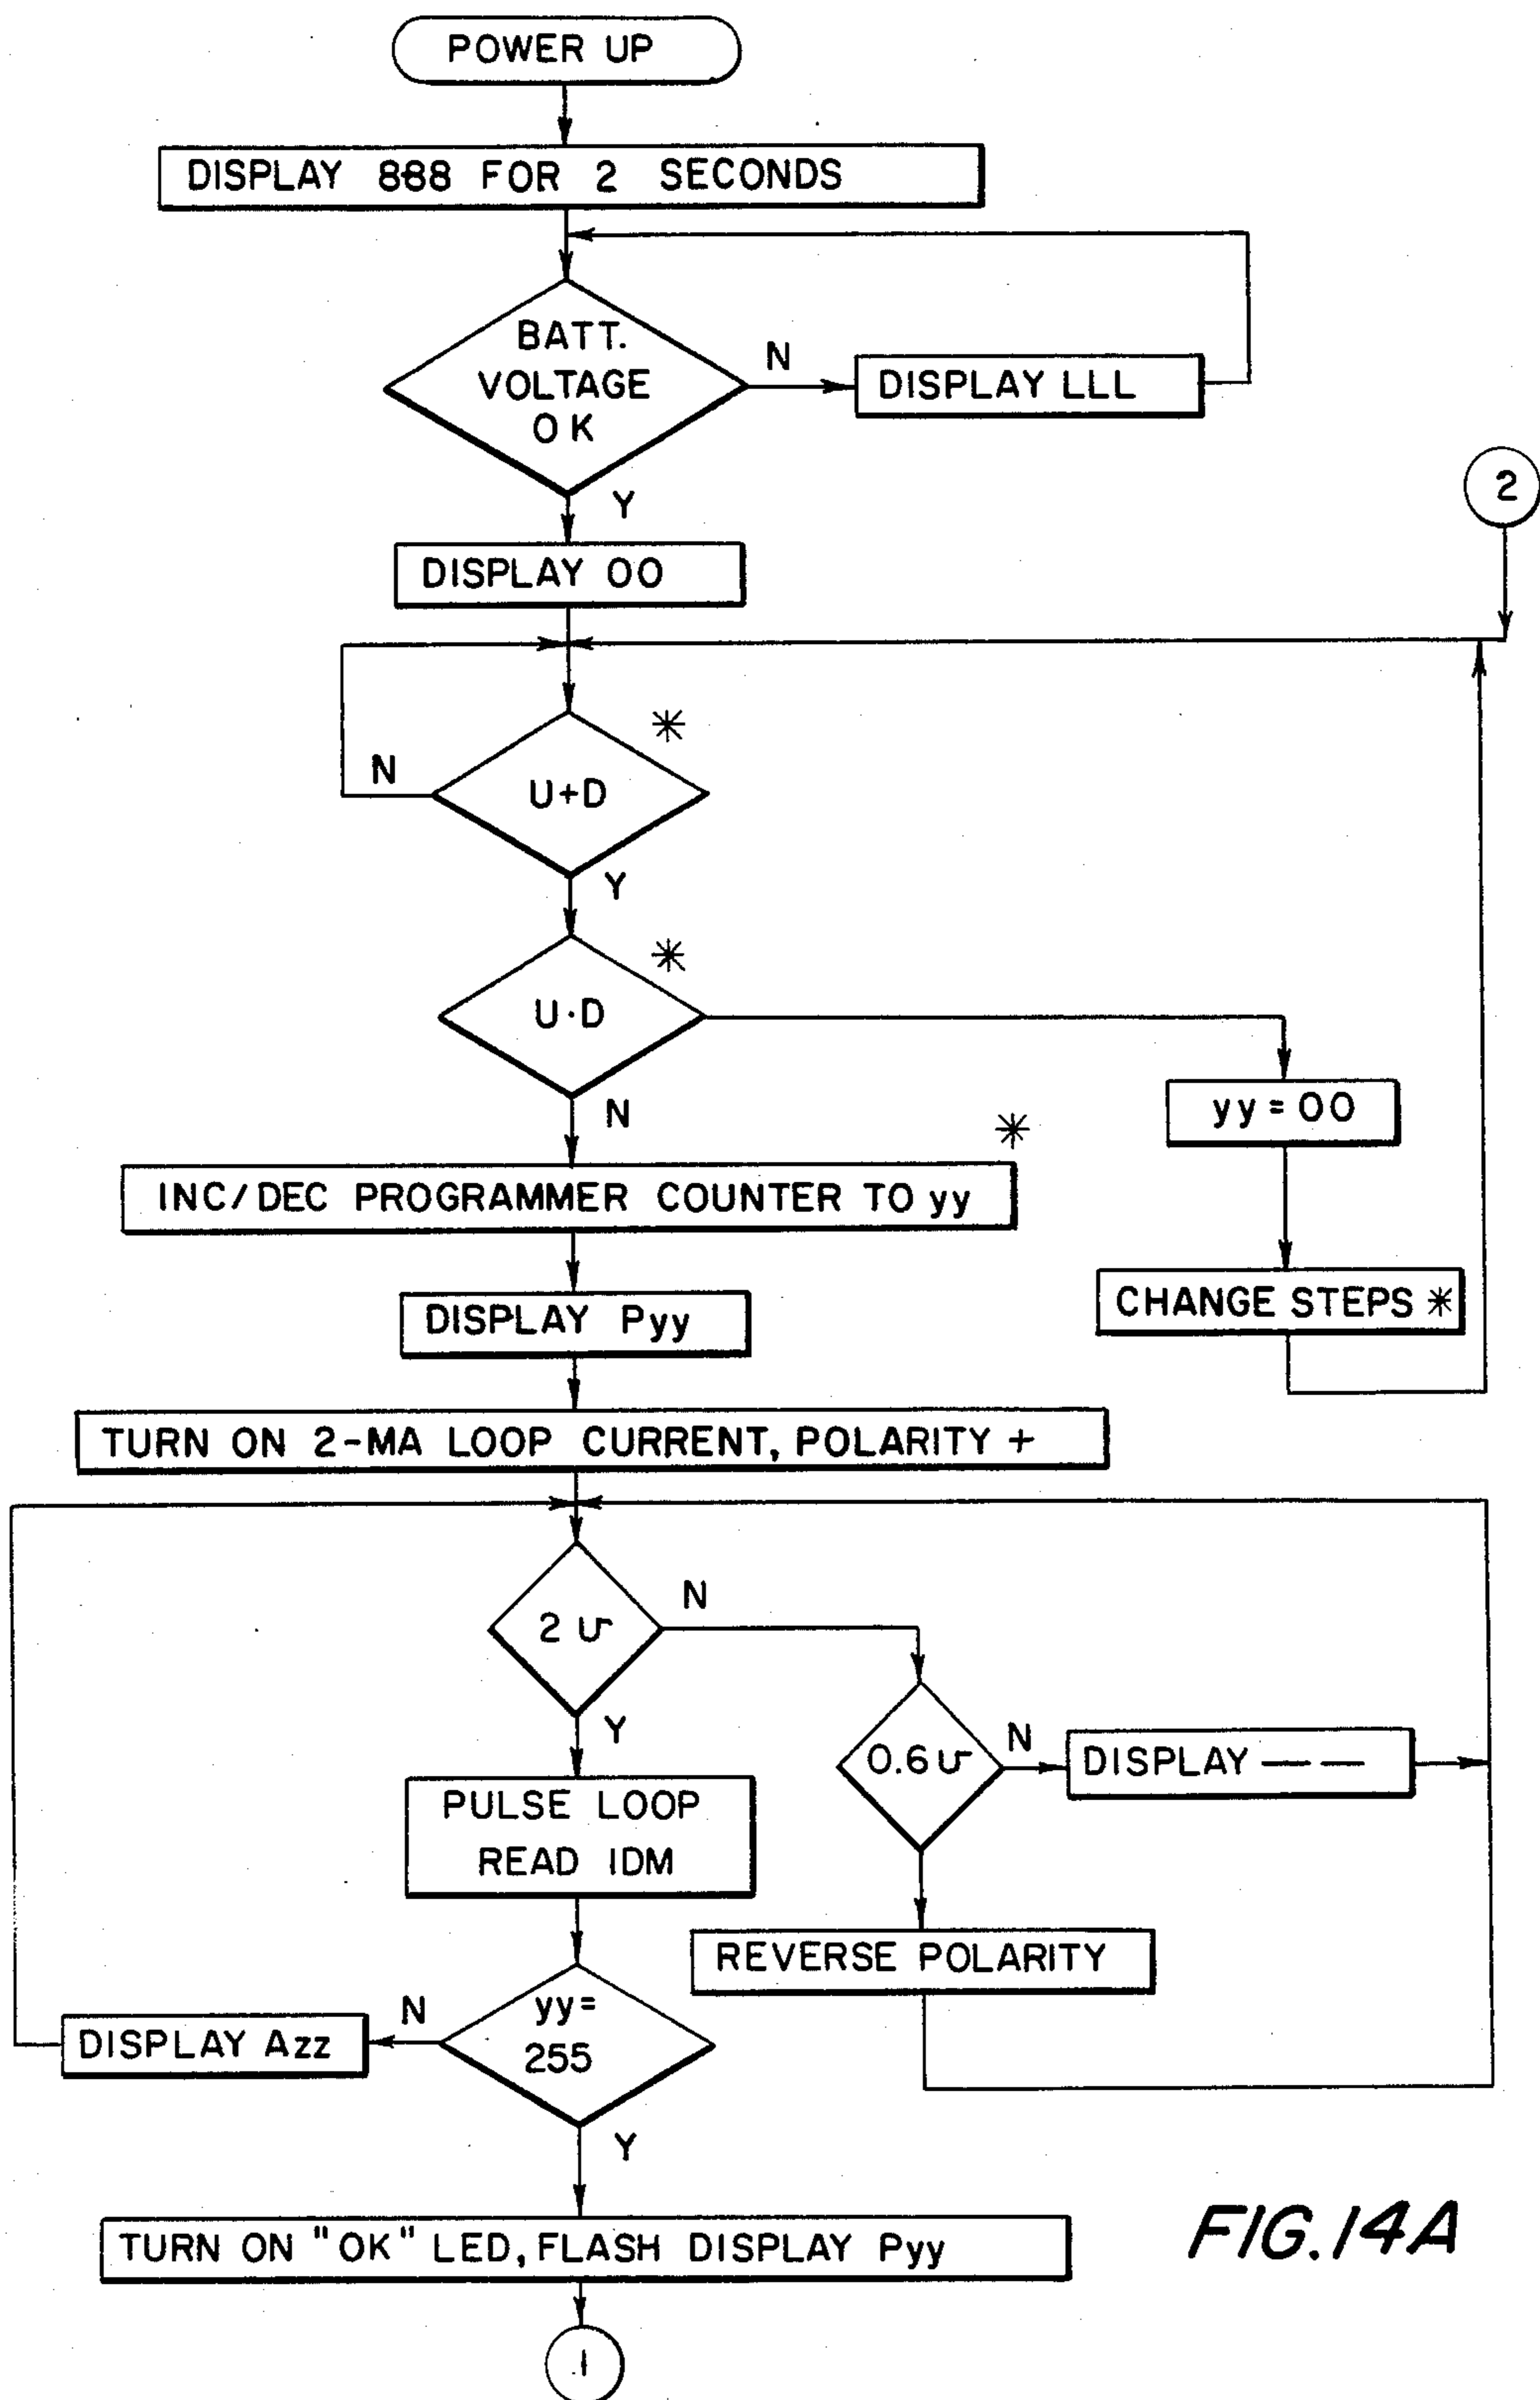 POWER UP
DISPLAY 888 FOR 2 SECONDS
BATT.
VOLTAGE
OK
N
DISPLAY LLL
Y
2
DISPLAY 00
*
N
U+D
Y
*
U·D
N
yy = 00
*
INC/DEC PROGRAMMER COUNTER TO yy
CHANGE STEPS *
DISPLAY Pyy
TURN ON 2-MA LOOP CURRENT, POLARITY +
2 v
N
Y
0.6 v
N
DISPLAY — —
PULSE LOOP
READ IDM
REVERSE POLARITY
yy=
255
N
DISPLAY Azz
Y
TURN ON "OK" LED, FLASH DISPLAY Pyy
FIG. 14A
1